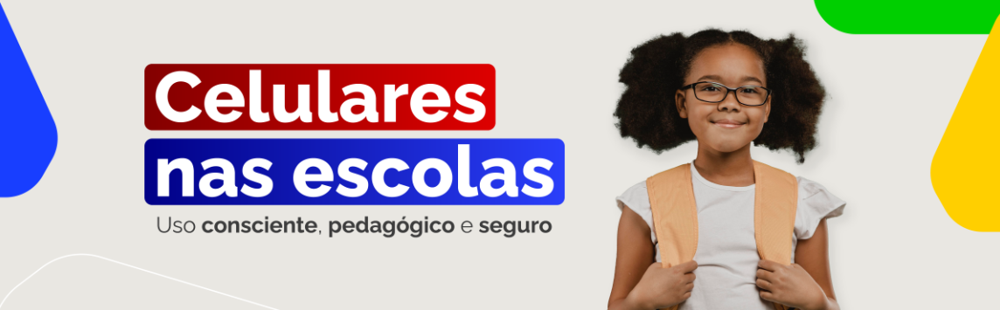 Celulares
nas escolas
Uso consciente, pedagógico e seguro